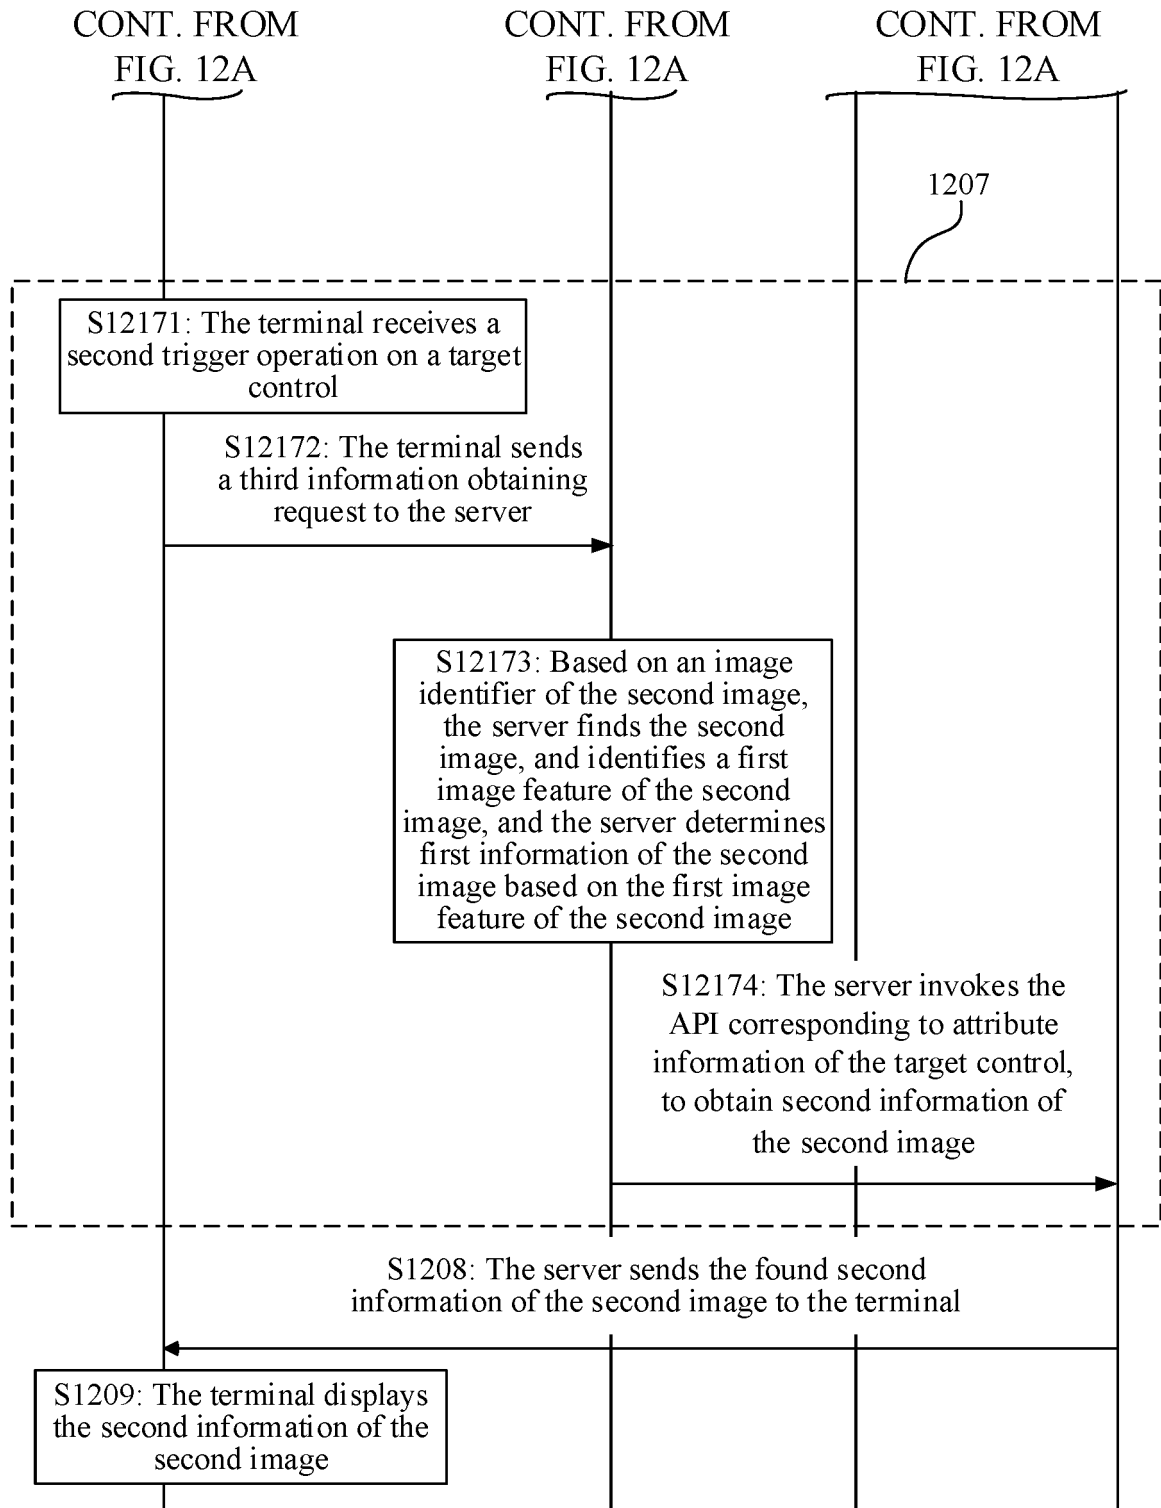 CONT. FROM
FIG. 12A
CONT. FROM
FIG. 12A
CONT. FROM
FIG. 12A
1207
S12171: The terminal receives a
second trigger operation on a target
control
S12172: The terminal sends
a third information obtaining
request to the server
S12173: Based on an image
identifier of the second image,
the server finds the second
image, and identifies a first
image feature of the second
image, and the server determines
first information of the second
image based on the first image
feature of the second image
S12174: The server invokes the
API corresponding to attribute
information of the target control,
to obtain second information of
the second image
S1208: The server sends the found second
information of the second image to the terminal
S1209: The terminal displays
the second information of the
second image